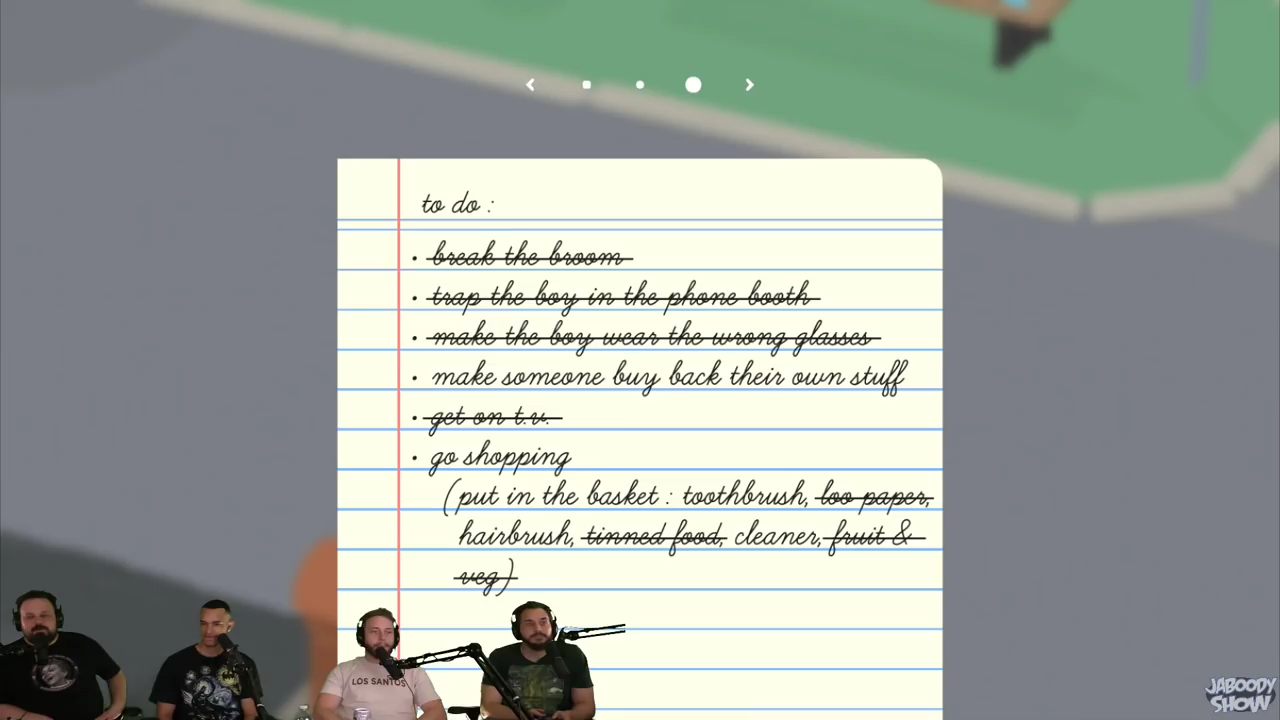 to do :
• break the broom
• trap the boy in the phone booth
• make the boy wear the wrong glasses
• make someone buy back their own stuff
• get on t.v.
• go shopping
(put in the basket : toothbrush, loo paper,
hairbrush, tinned food, cleaner, fruit &
veg)
LOS SANTOS
JABOODY
SHOW